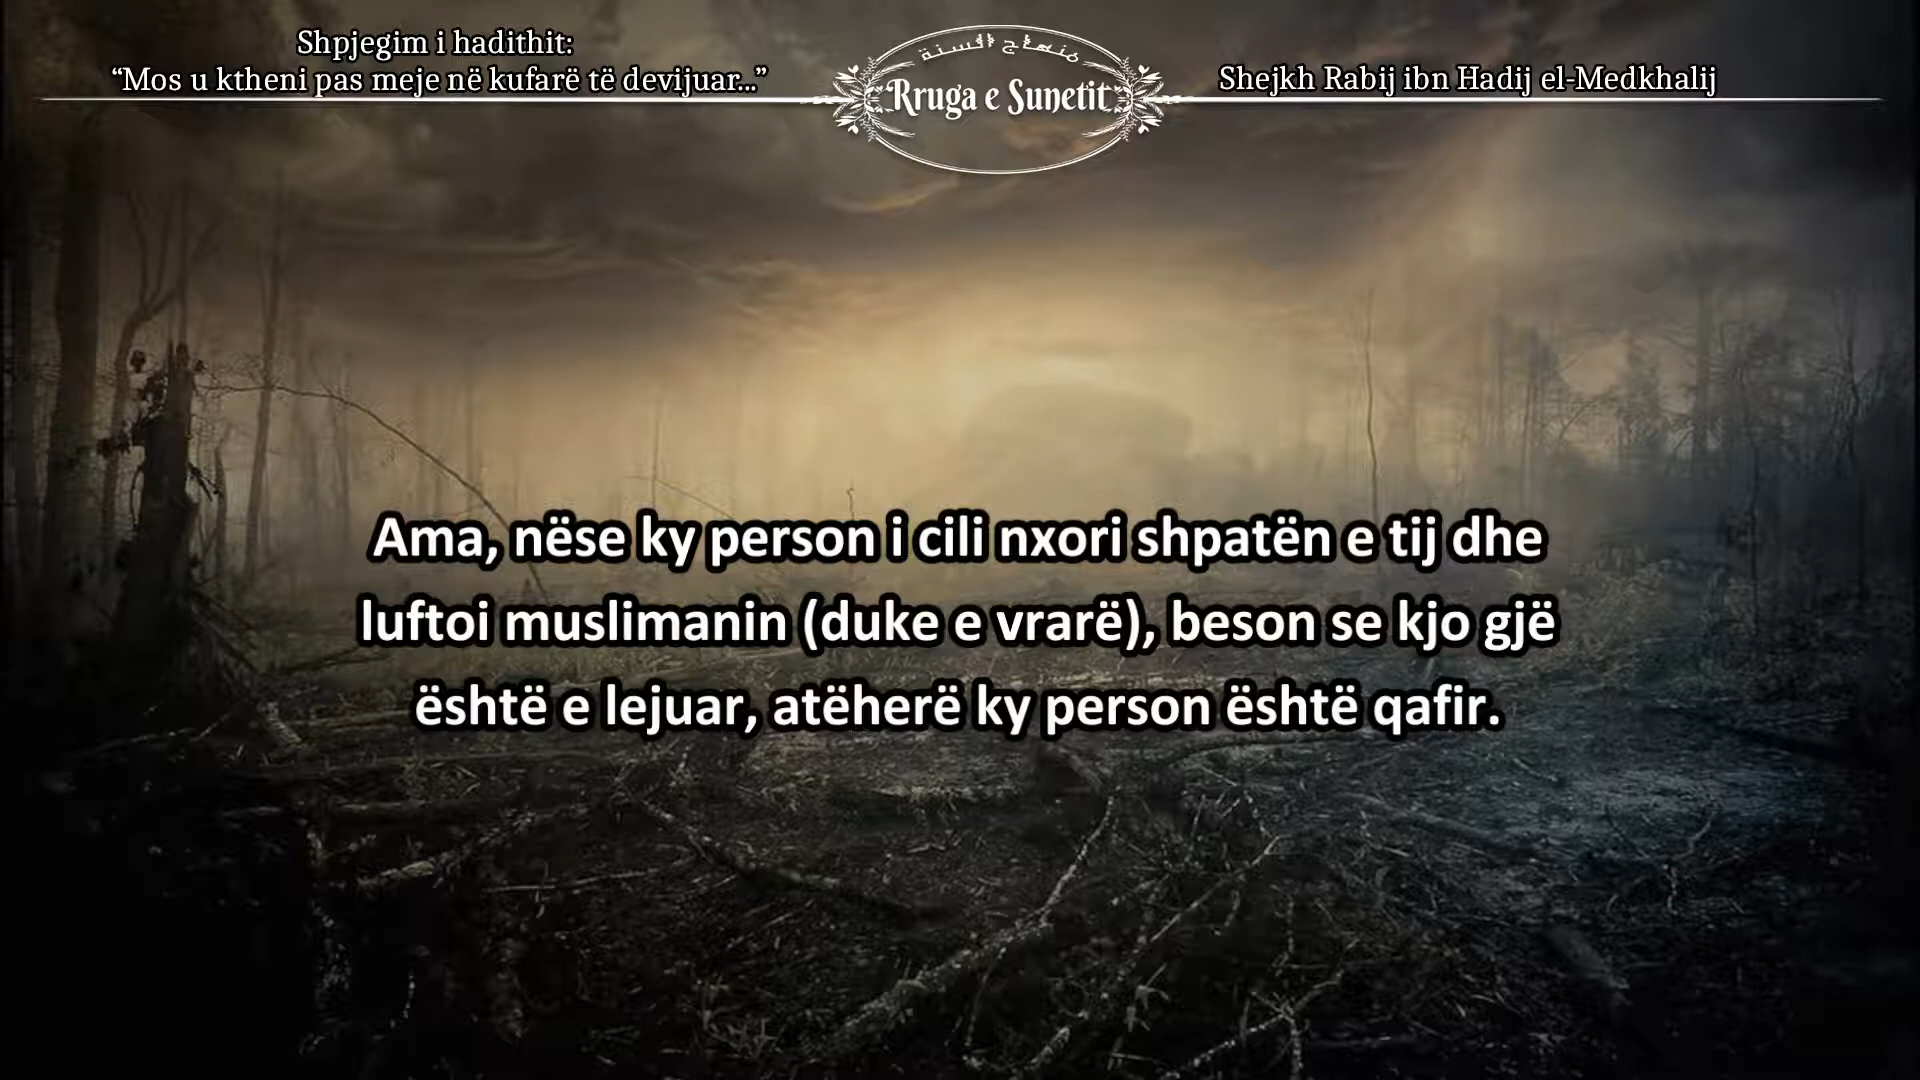 Shpjegim i hadithit:
“Mos u ktheni pas meje në kufarë të devijuar...”
منهاج السنة
Rruga e Sunetit
Shejkh Rabij ibn Hadij el-Medkhalij
Ama, nëse ky person i cili nxori shpatën e tij dhe
luftoi muslimanin (duke e vrarë), beson se kjo gjë
është e lejuar, atëherë ky person është qafir.